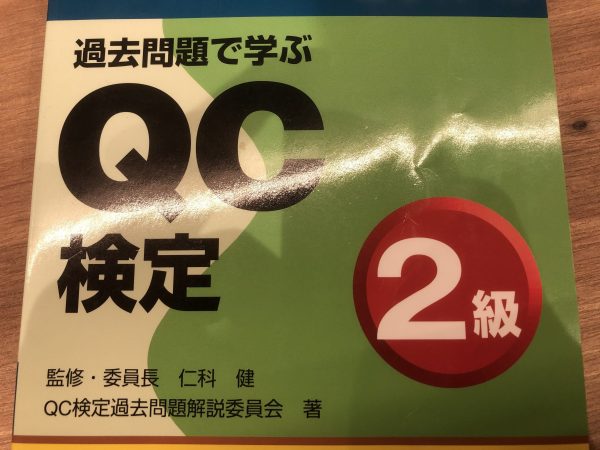 過去問題で学ぶ
QC
検定
2級
監修・委員長 仁科 健
QC検定過去問題解説委員会 著